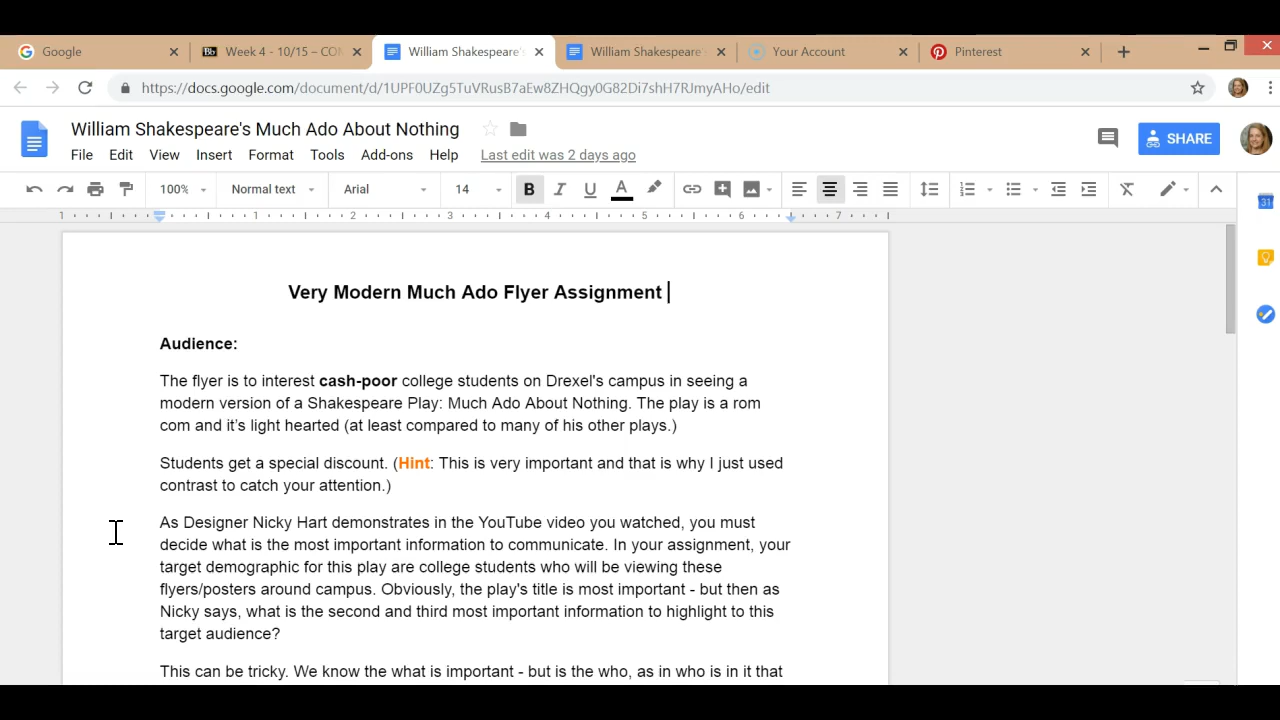 Google
Week 4 - 10/15 – COM
William Shakespeare's
William Shakespeare
Your Account
Pinterest
https://docs.google.com/document/d/1UPF0UZg5TuVRusB7aEw8ZHQgy0G82Di7shH7RJmyAHo/edit
William Shakespeare's Much Ado About Nothing
SHARE
File Edit View Insert Format Tools Add-ons Help Last edit was 2 days ago
100% Normal text Arial 14 B I U A
1 1 2 3 4 5 6 7
31
Very Modern Much Ado Flyer Assignment
Audience:
The flyer is to interest cash-poor college students on Drexel's campus in seeing a
modern version of a Shakespeare Play: Much Ado About Nothing. The play is a rom
com and it's light hearted (at least compared to many of his other plays.)
Students get a special discount. (Hint: This is very important and that is why I just used
contrast to catch your attention.)
As Designer Nicky Hart demonstrates in the YouTube video you watched, you must
decide what is the most important information to communicate. In your assignment, your
target demographic for this play are college students who will be viewing these
flyers/posters around campus. Obviously, the play's title is most important - but then as
Nicky says, what is the second and third most important information to highlight to this
target audience?
This can be tricky. We know the what is important - but is the who, as in who is in it that